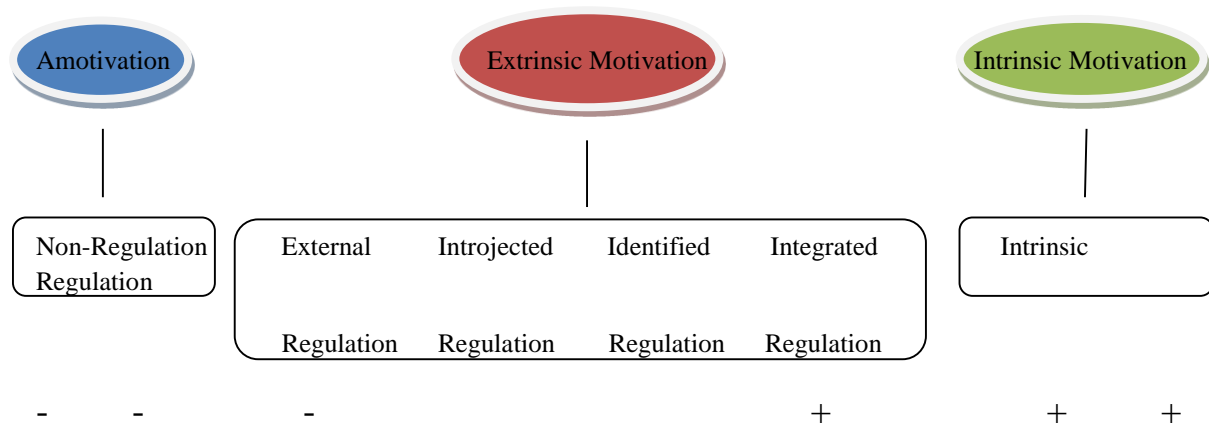 Amotivation Extrinsic Motivation Intrinsic Motivation
Non-Regulation External Introjected Identified Integrated Intrinsic
Regulation
Regulation Regulation Regulation Regulation
- - - + + +